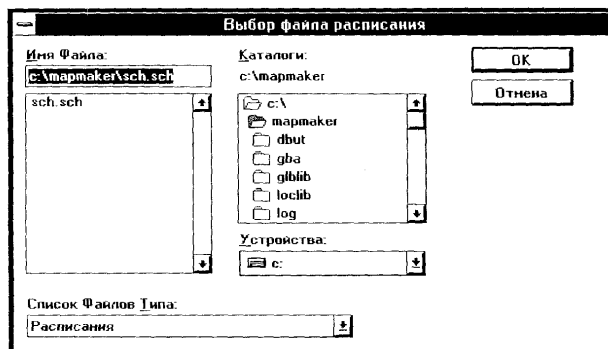 Выбор файла расписания
Имя Файла:
c:\mapmaker\sch.sch
sch.sch
Каталоги:
c:\mapmaker
c:\
mapmaker
dbut
gba
glblib
loclib
log
Устройства:
c:
Список Файлов Типа:
Расписания
OK
Отмена